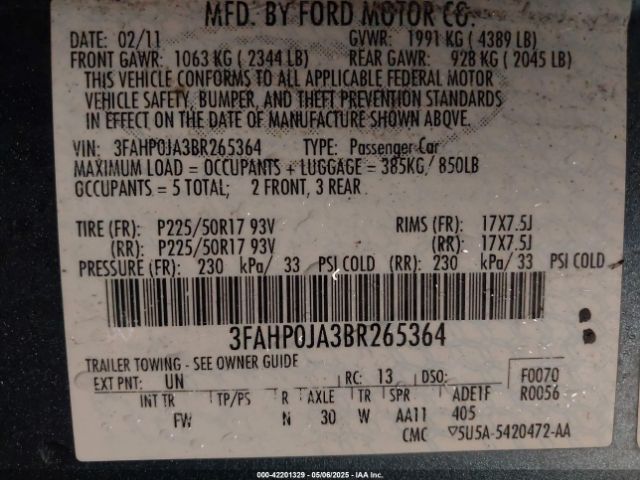 MFD. BY FORD MOTOR CO.
DATE: 02/11 GVWR: 1991 KG ( 4389 LB)
FRONT GAWR: 1063 KG ( 2344 LB) REAR GAWR: 928 KG ( 2045 LB)
THIS VEHICLE CONFORMS TO ALL APPLICABLE FEDERAL MOTOR
VEHICLE SAFETY, BUMPER, AND THEFT PREVENTION STANDARDS
IN EFFECT ON THE DATE OF MANUFACTURE SHOWN ABOVE.
VIN: 3FAHP0JA3BR265364 TYPE: Passenger Car
MAXIMUM LOAD = OCCUPANTS + LUGGAGE = 385KG/ 850LB
OCCUPANTS = 5 TOTAL; 2 FRONT, 3 REAR
TIRE (FR): P225/50R17 93V RIMS (FR): 17X7.5J
(RR): P225/50R17 93V (RR): 17X7.5J
PRESSURE (FR): 230 kPa/ 33 PSI COLD (RR): 230 kPa/ 33 PSI COLD
3FAHP0JA3BR265364
TRAILER TOWING - SEE OWNER GUIDE
EXT PNT: UN RC: 13 DSO: F0070
R0056
INT TR TP/PS R AXLE TR SPR ADE1F
FW N 30 W AA11 405
CMC ▽5U5A-5420472-AA
000-42201329 - 05/06/2025 - IAAI.COM